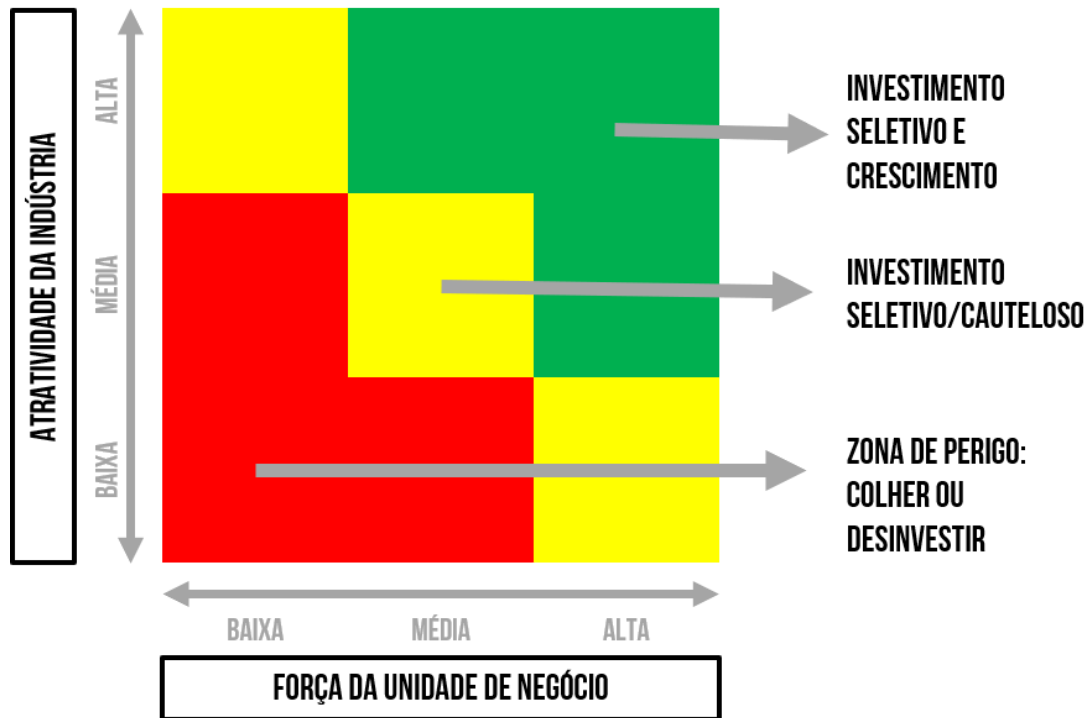 ATRATIVIDADE DA INDÚSTRIA
ALTA
MÉDIA
BAIXA
INVESTIMENTO
SELETIVO E
CRESCIMENTO
INVESTIMENTO
SELETIVO/CAUTELOSO
ZONA DE PERIGO:
COLHER OU
DESINVESTIR
BAIXA
MÉDIA
ALTA
FORÇA DA UNIDADE DE NEGÓCIO